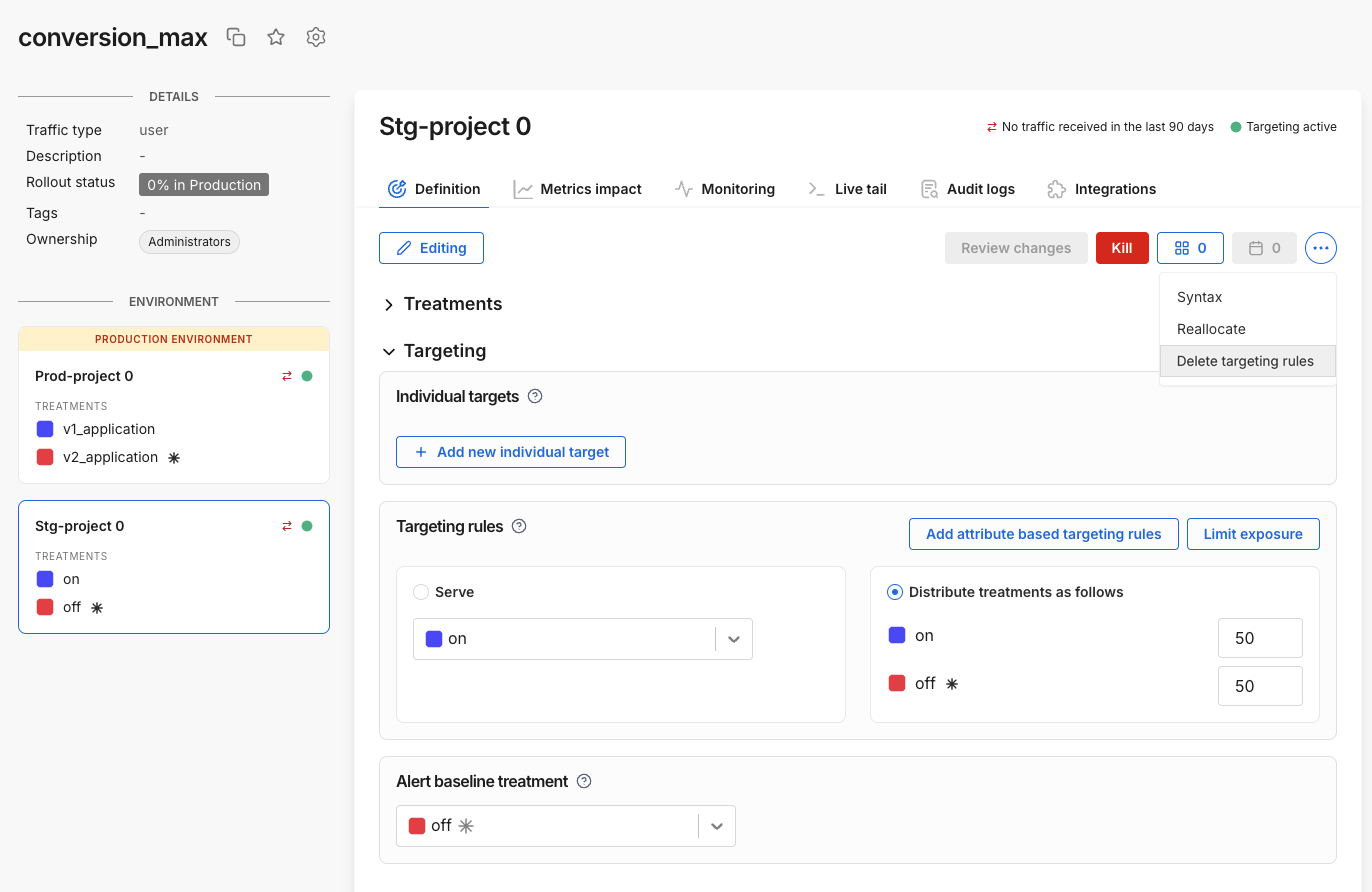 conversion_max
DETAILS
Traffic type user
Description -
Rollout status 0% in Production
Tags -
Ownership Administrators
ENVIRONMENT
PRODUCTION ENVIRONMENT
Prod-project 0
TREATMENTS
v1_application
v2_application
Stg-project 0
TREATMENTS
on
off
Stg-project 0
No traffic received in the last 90 days
Targeting active
Definition Metrics impact Monitoring Live tail Audit logs Integrations
Editing Review changes Kill 0 0
Syntax
Reallocate
Delete targeting rules
Treatments
Targeting
Individual targets
Add new individual target
Targeting rules
Add attribute based targeting rules Limit exposure
Serve
on
Distribute treatments as follows
on 50
off 50
Alert baseline treatment
off